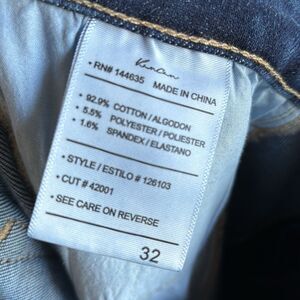 KanCan
• RN# 144635 MADE IN CHINA
• 92.9% COTTON / ALGODON
• 5.5% POLYESTER / POLIESTER
• 1.6% SPANDEX / ELASTANO
• STYLE / ESTILO # 126103
• CUT # 42001
• SEE CARE ON REVERSE
32